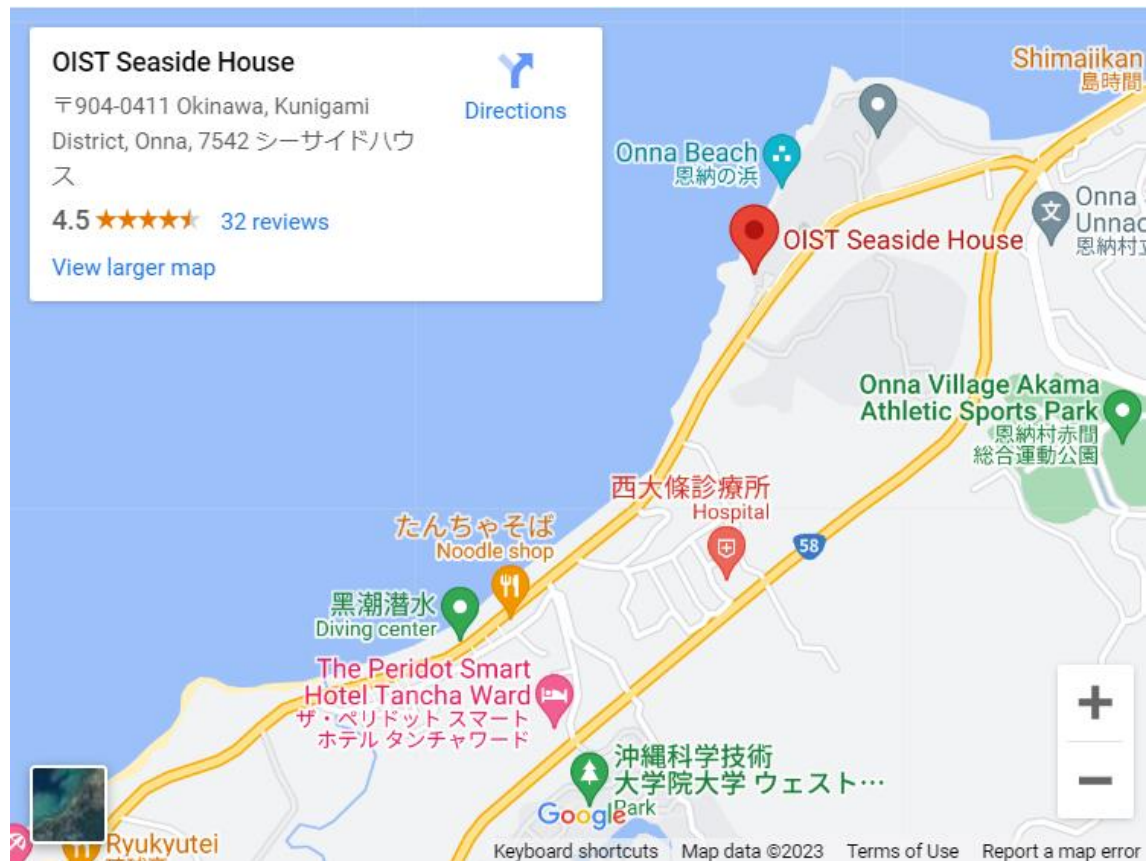 OIST Seaside House
〒904-0411 Okinawa, Kunigami
District, Onna, 7542 シーサイドハウ
ス
4.5
32 reviews
View larger map
Directions
Shimajikan
島時間
Onna Beach
恩納の浜
OIST Seaside House
文
Onna
Unnao
恩納村立
Onna Village Akama
Athletic Sports Park
恩納村赤間
総合運動公園
西大條診療所
Hospital
58
たんちゃそば
Noodle shop
黑潮潜水
Diving center
The Peridot Smart
Hotel Tancha Ward
ザ・ペリドット スマート
ホテル タンチャワード
沖縄科学技術
大学院大学 ウェスト…
Park
Google
Ryukyutei
Keyboard shortcuts
Map data ©2023
Terms of Use
Report a map error